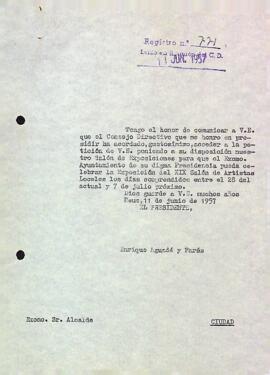 Registro n.º 771
11 JUN. 1957
Tengo el honor de comunicar a V.E.
que el Consejo Directivo que me honro en pre-
sidir ha acordado, gustosísimo, acceder a la pe-
tición de V.E. poniendo a su disposición nues-
tro Salón de Exposiciones para que el Excmo.
Ayuntamiento de su digna Presidencia pueda ce-
lebrar la Exposición del XIX Salón de Artistas
Locales los días comprendidos entre el 28 del
actual y 7 de julio próximo.
Dios guarde a V.E. muchos años
Reus, 11 de junio de 1957
EL PRESIDENTE,
Enrique Aguadé y Parés
Excmo. Sr. Alcalde
CIUDAD